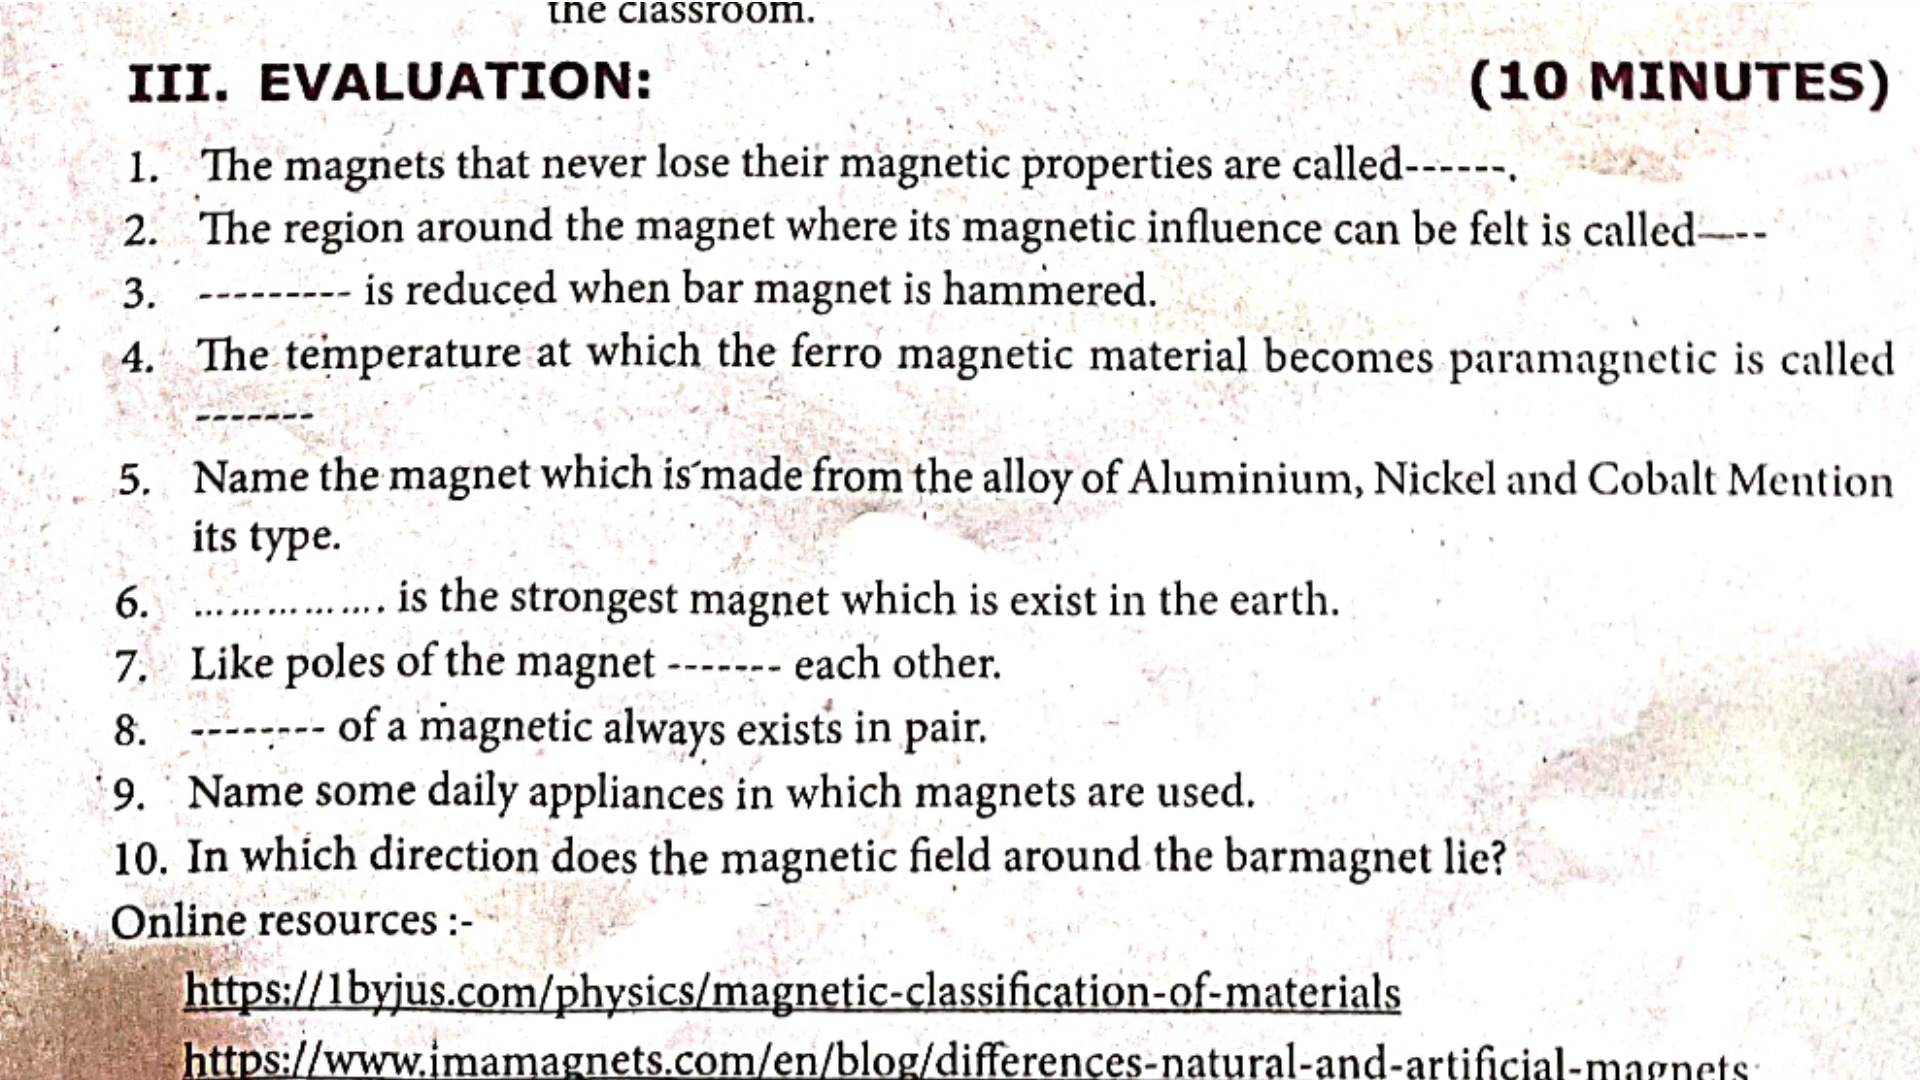 the classroom.
III. EVALUATION: (10 MINUTES)
1. The magnets that never lose their magnetic properties are called------.
2. The region around the magnet where its magnetic influence can be felt is called—--
3. --------- is reduced when bar magnet is hammered.
4. The temperature at which the ferro magnetic material becomes paramagnetic is called
-------
5. Name the magnet which is made from the alloy of Aluminium, Nickel and Cobalt Mention
its type.
6. ... ... ... ... .... is the strongest magnet which is exist in the earth.
7. Like poles of the magnet ------- each other.
8. -------- of a magnetic always exists in pair.
9. Name some daily appliances in which magnets are used.
10. In which direction does the magnetic field around the barmagnet lie?
Online resources :-
https://1byjus.com/physics/magnetic-classification-of-materials
https://www.imamagnets.com/en/blog/differences-natural-and-artificial-magnets